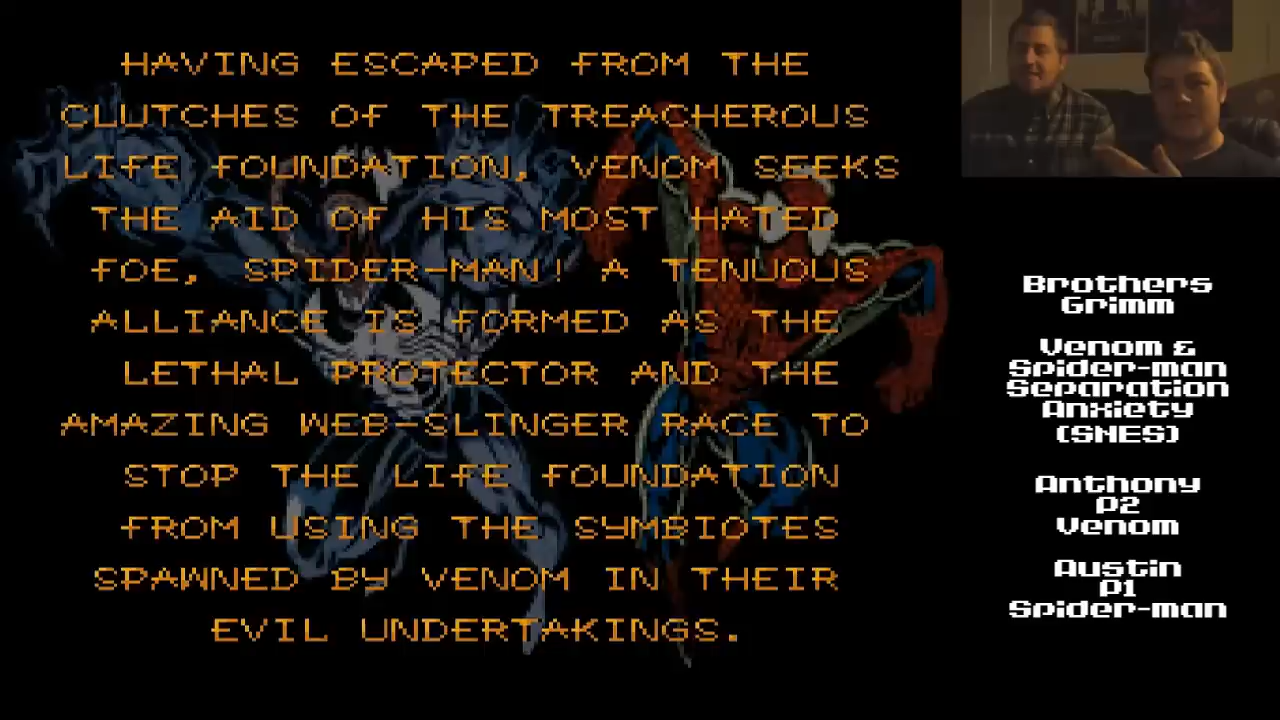 HAVING ESCAPED FROM THE
CLUTCHES OF THE TREACHEROUS
LIFE FOUNDATION, VENOM SEEKS
THE AID OF HIS MOST HATED
FOE, SPIDER-MAN! A TENUOUS
ALLIANCE IS FORMED AS THE
LETHAL PROTECTOR AND THE
AMAZING WEB-SLINGER RACE TO
STOP THE LIFE FOUNDATION
FROM USING THE SYMBIOTES
SPAWNED BY VENOM IN THEIR
EVIL UNDERTAKINGS.
Brothers
Grimm
Venom &
Spider-man
Separation
Anxiety
(SNES)
Anthony
P2
Venom
Austin
P1
Spider-man